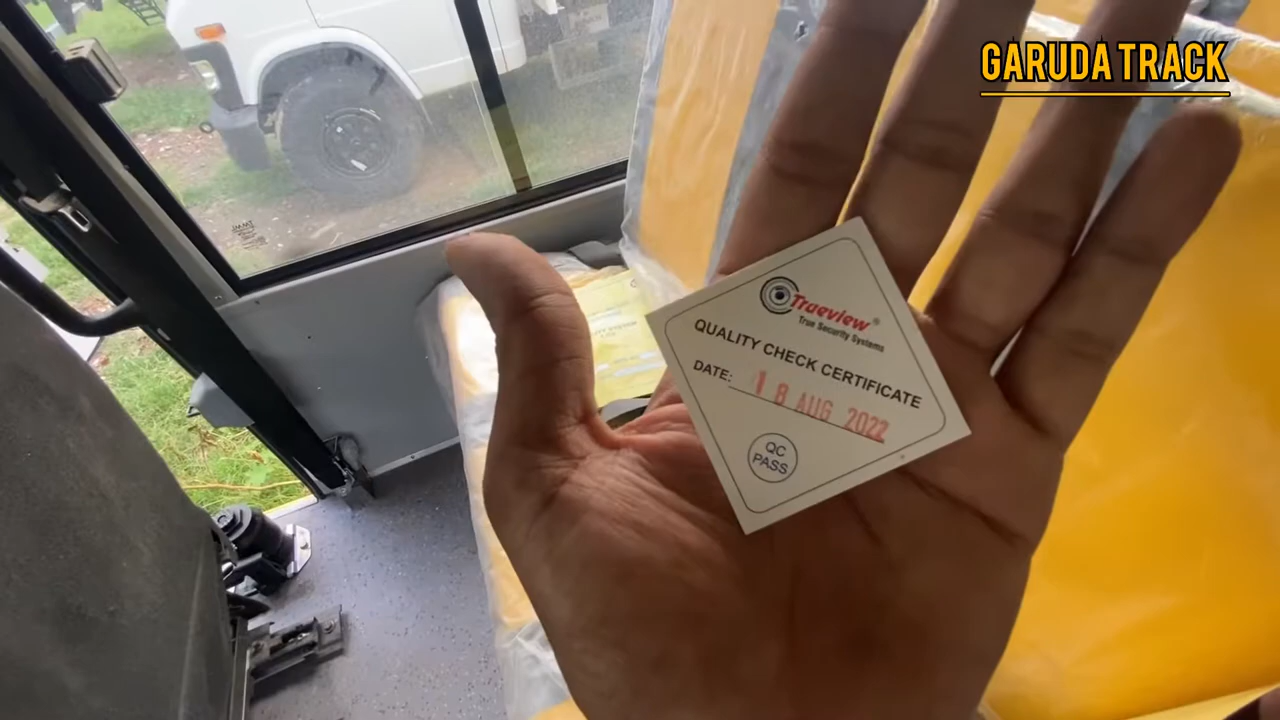 GARUDA TRACK
Trueview®
True Security Systems
QUALITY CHECK CERTIFICATE
DATE: 18 AUG 2022
QC
PASS